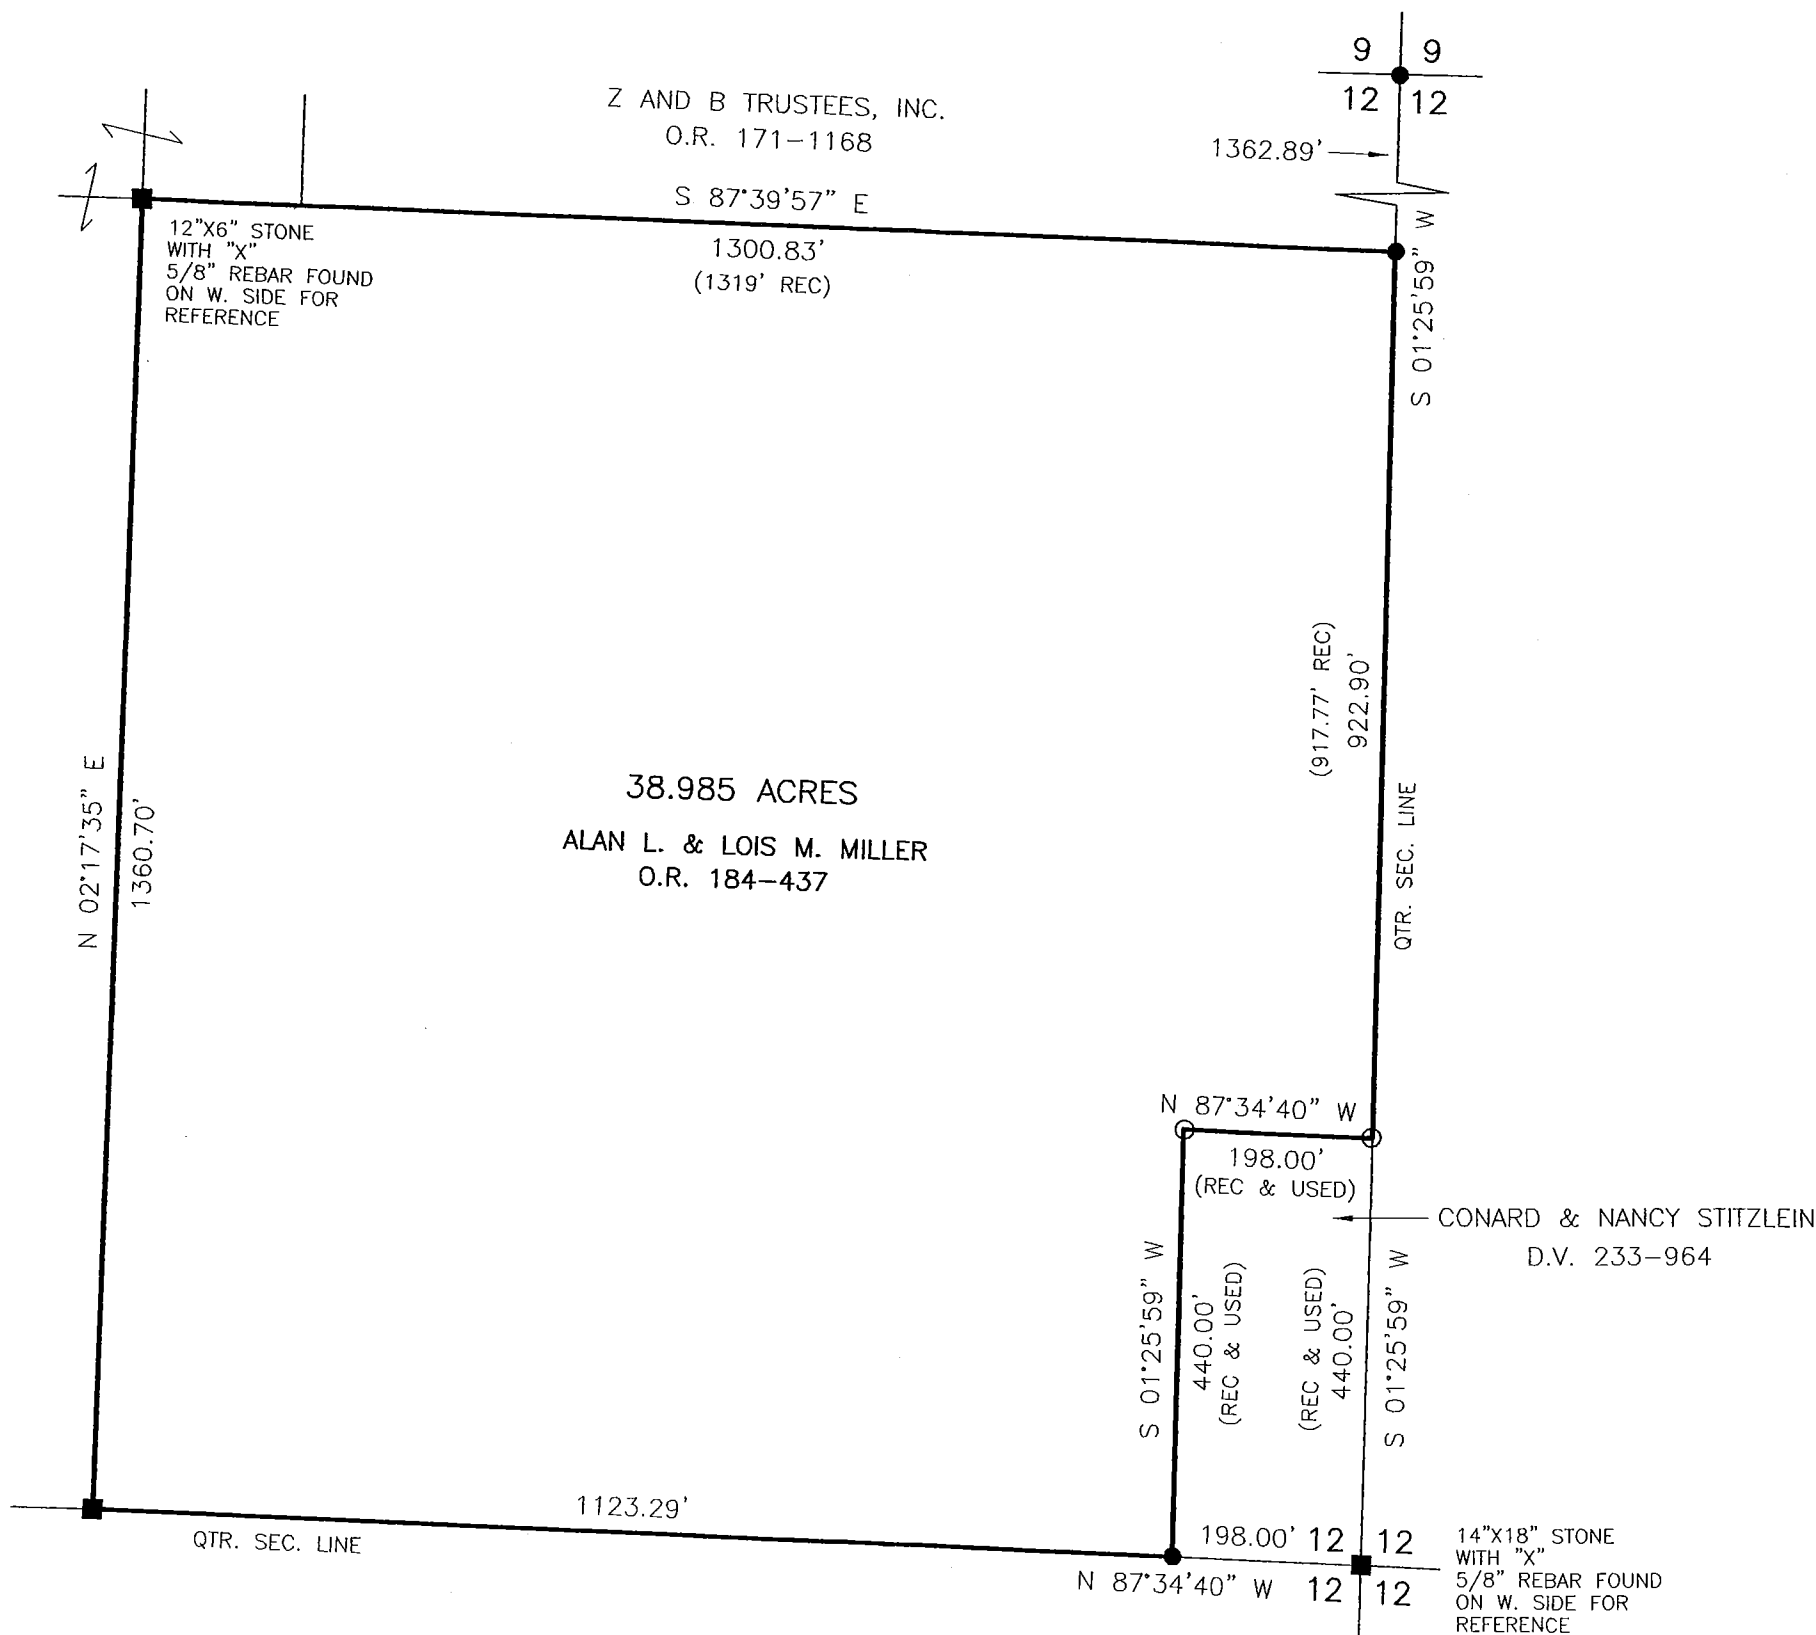 9 9
12 12
Z AND B TRUSTEES, INC.
O.R. 171-1168
1362.89'
S 87°39'57" E
1300.83'
(1319' REC)
12"X6" STONE
WITH "X"
5/8" REBAR FOUND
ON W. SIDE FOR
REFERENCE
S 01°25'59" W
(917.77' REC)
922.90'
QTR. SEC. LINE
N 02°17'35" E
1360.70'
38.985 ACRES
ALAN L. & LOIS M. MILLER
O.R. 184-437
N 87°34'40" W
198.00'
(REC & USED)
CONARD & NANCY STITZLEIN
D.V. 233-964
S 01°25'59" W
440.00'
(REC & USED)
(REC & USED)
440.00'
S 01°25'59" W
1123.29'
QTR. SEC. LINE
198.00' 12 12
N 87°34'40" W 12 12
14"X18" STONE
WITH "X"
5/8" REBAR FOUND
ON W. SIDE FOR
REFERENCE